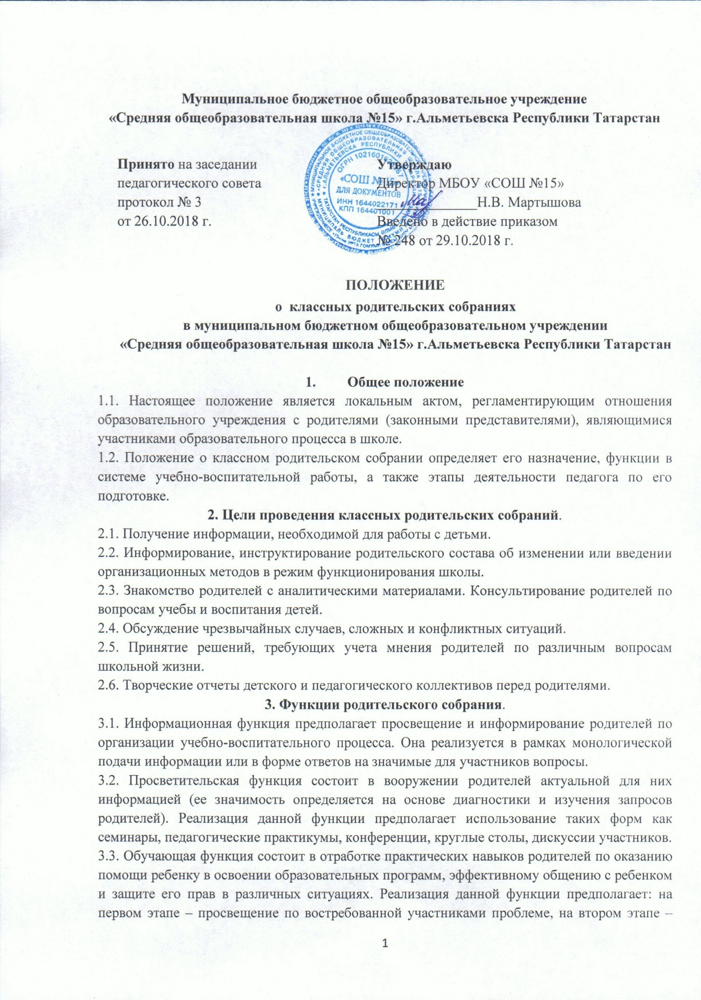 Муниципальное бюджетное общеобразовательное учреждение
«Средняя общеобразовательная школа №15» г.Альметьевска Республики Татарстан
Принято на заседании
педагогического совета
протокол № 3
от 26.10.2018 г.
«СОШ № 15»
ДЛЯ ДОКУМЕНТОВ
ИНН 1644022171
КПП 164401001
Утверждаю
Директор МБОУ «СОШ №15»
_______________Н.В. Мартышова
Введено в действие приказом
№ 248 от 29.10.2018 г.
ПОЛОЖЕНИЕ
о классных родительских собраниях
в муниципальном бюджетном общеобразовательном учреждении
«Средняя общеобразовательная школа №15» г.Альметьевска Республики Татарстан
1. Общее положение
1.1. Настоящее положение является локальным актом, регламентирующим отношения
образовательного учреждения с родителями (законными представителями), являющимися
участниками образовательного процесса в школе.
1.2. Положение о классном родительском собрании определяет его назначение, функции в
системе учебно-воспитательной работы, а также этапы деятельности педагога по его
подготовке.
2. Цели проведения классных родительских собраний.
2.1. Получение информации, необходимой для работы с детьми.
2.2. Информирование, инструктирование родительского состава об изменении или введении
организационных методов в режим функционирования школы.
2.3. Знакомство родителей с аналитическими материалами. Консультирование родителей по
вопросам учебы и воспитания детей.
2.4. Обсуждение чрезвычайных случаев, сложных и конфликтных ситуаций.
2.5. Принятие решений, требующих учета мнения родителей по различным вопросам
школьной жизни.
2.6. Творческие отчеты детского и педагогического коллективов перед родителями.
3. Функции родительского собрания.
3.1. Информационная функция предполагает просвещение и информирование родителей по
организации учебно-воспитательного процесса. Она реализуется в рамках монологической
подачи информации или в форме ответов на значимые для участников вопросы.
3.2. Просветительская функция состоит в вооружении родителей актуальной для них
информацией (ее значимость определяется на основе диагностики и изучения запросов
родителей). Реализация данной функции предполагает использование таких форм как
семинары, педагогические практикумы, конференции, круглые столы, дискуссии участников.
3.3. Обучающая функция состоит в отработке практических навыков родителей по оказанию
помощи ребенку в освоении образовательных программ, эффективному общению с ребенком
и защите его прав в различных ситуациях. Реализация данной функции предполагает: на
первом этапе – просвещение по востребованной участниками проблеме, на втором этапе –
1